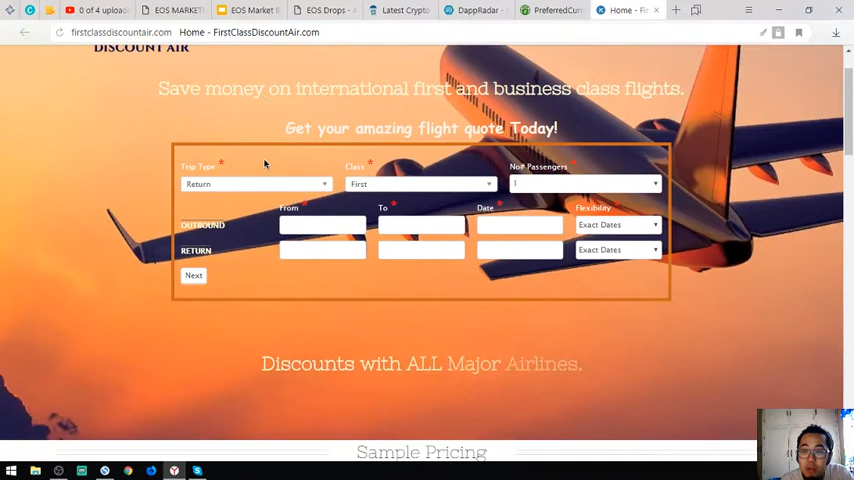 0 of 4 upload
EOS MARKET
EOS Market B
EOS Drops - A
Latest Crypto
DappRadar -
PreferredCurr
Home - Firs
firstclassdiscountair.com
Home - FirstClassDiscountAir.com
DISCOUNT AIR
Save money on international first and business class flights.
Get your amazing flight quote Today!
Trip Type *
Class *
No# Passengers *
Return
First
1
From *
To *
Date *
Flexibility *
OUTBOUND
Exact Dates
RETURN
Exact Dates
Next
Discounts with ALL Major Airlines.
Sample Pricing